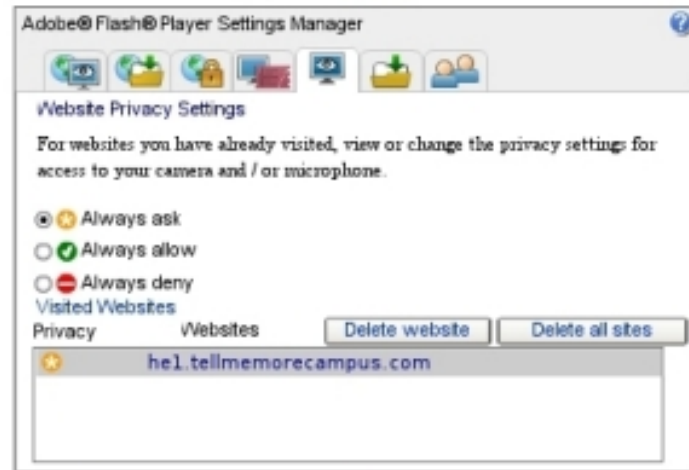 Adobe® Flash® Player Settings Manager
Website Privacy Settings
For websites you have already visited, view or change the privacy settings for
access to your camera and / or microphone.
Always ask
Always allow
Always deny
Visited Websites
Privacy Websites Delete website Delete all sites
he1.tellmemorecampus.com